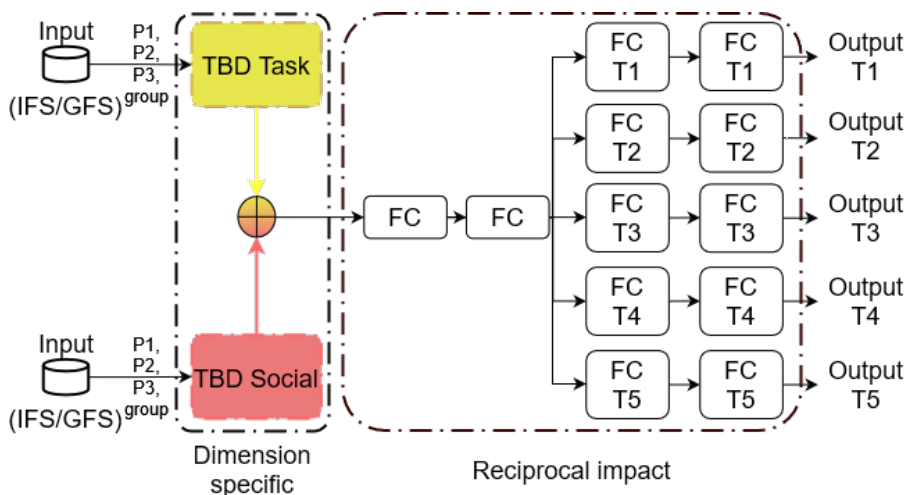 Input
(IFS/GFS)
P1,
P2,
P3,
group
TBD Task
Input
(IFS/GFS)
P1,
P2,
P3,
group
TBD Social
Dimension
specific
FC
FC
FC
T1
FC
T1
Output
T1
FC
T2
FC
T2
Output
T2
FC
T3
FC
T3
Output
T3
FC
T4
FC
T4
Output
T4
FC
T5
FC
T5
Output
T5
Reciprocal impact